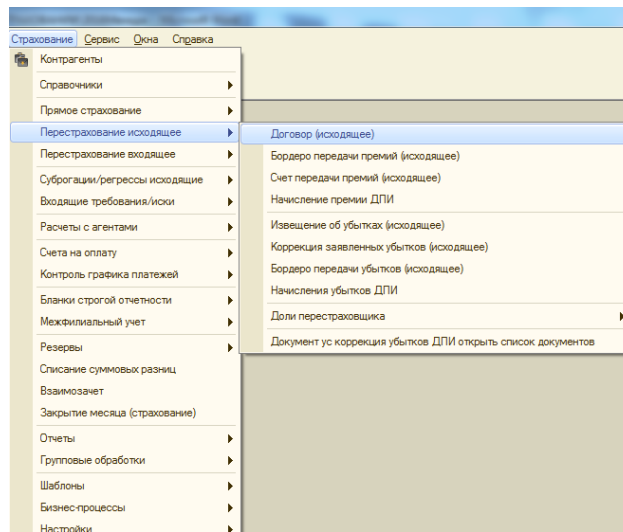 Страхование Сервис Окна Справка
Контрагенты
Справочники
Прямое страхование
Перестрахование исходящее
Перестрахование входящее
Суброгации/регрессы исходящие
Входящие требования/иски
Расчеты с агентами
Счета на оплату
Контроль графика платежей
Бланки строгой отчетности
Межфилиальный учет
Резервы
Списание суммовых разниц
Взаимозачет
Закрытие месяца (страхование)
Отчеты
Групповые обработки
Шаблоны
Бизнес-процессы
Настройки
Договор (исходящее)
Бордеро передачи премий (исходящее)
Счет передачи премий (исходящее)
Начисление премии ДПИ
Извещение об убытках (исходящее)
Коррекция заявленных убытков (исходящее)
Бордеро передачи убытков (исходящее)
Начисления убытков ДПИ
Доли перестраховщика
Документ ус коррекция убытков ДПИ открыть список документов